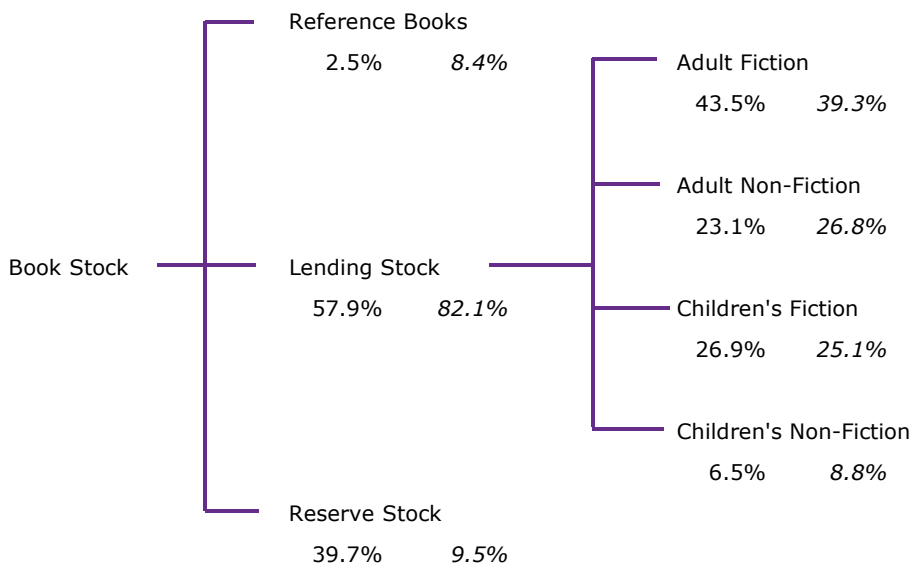 Reference Books
2.5% 8.4%
Adult Fiction
43.5% 39.3%
Adult Non-Fiction
23.1% 26.8%
Book Stock
Lending Stock
57.9% 82.1%
Children's Fiction
26.9% 25.1%
Children's Non-Fiction
6.5% 8.8%
Reserve Stock
39.7% 9.5%